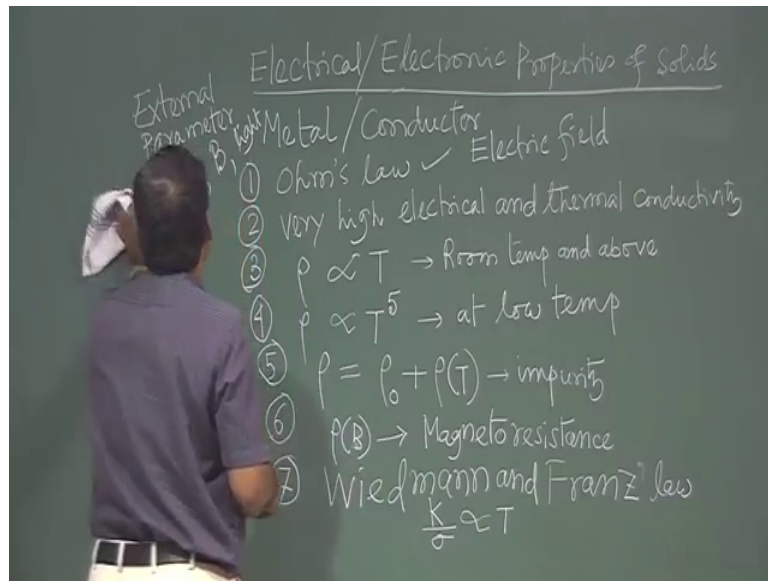 Electrical/Electronic Properties of Solids
External
Parameter
B, light
Metal/Conductor
① Ohm's law ✓ Electric field
② very high electrical and thermal conductivity
③ ρ ∝ T → Room temp and above
④ ρ ∝ T⁵ → at low temp
⑤ ρ = ρ₀ + ρ(T) → impurity
⑥ ρ(B) → Magnetoresistance
⑦ Wiedmann and Franz' law
K/σ ∝ T